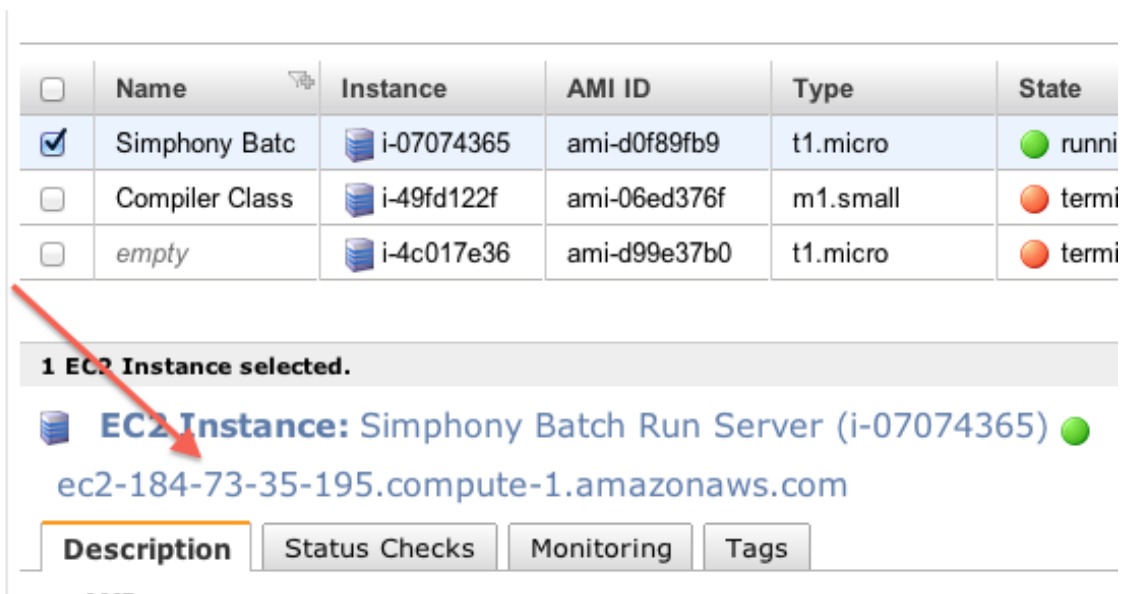 Name Instance AMI ID Type State
Simphony Batc i-07074365 ami-d0f89fb9 t1.micro runni
Compiler Class i-49fd122f ami-06ed376f m1.small termi
empty i-4c017e36 ami-d99e37b0 t1.micro termi
1 EC2 Instance selected.
EC2 Instance: Simphony Batch Run Server (i-07074365)
ec2-184-73-35-195.compute-1.amazonaws.com
Description Status Checks Monitoring Tags